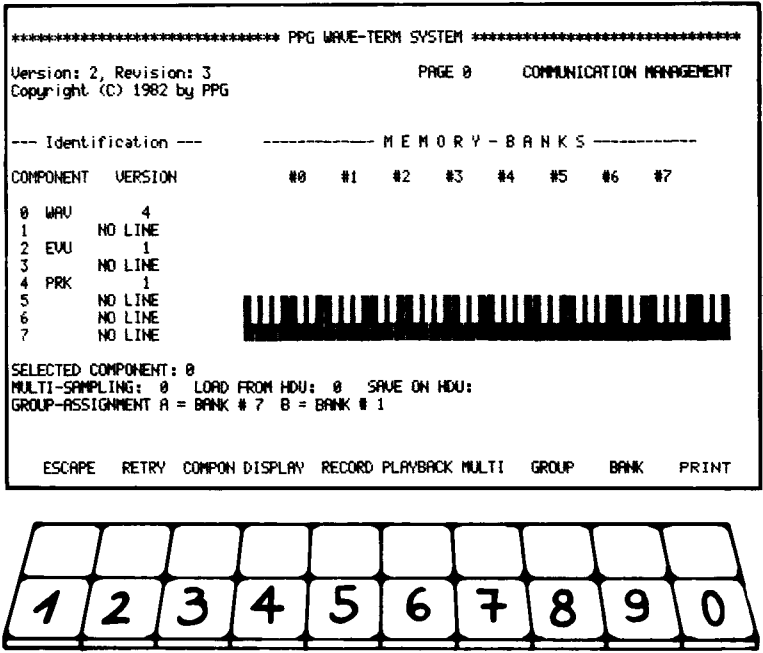 ******************************* PPG WAVE-TERM SYSTEM *******************************
Version: 2, Revision: 3 PAGE 0 COMMUNICATION MANAGEMENT
Copyright (C) 1982 by PPG
--- Identification --- ------------- M E M O R Y - B A N K S ------------
COMPONENT VERSION #0 #1 #2 #3 #4 #5 #6 #7
0 WAV 4
1 NO LINE
2 EVU 1
3 NO LINE
4 PRK 1
5 NO LINE
6 NO LINE
7 NO LINE
SELECTED COMPONENT: 0
MULTI-SAMPLING: 0 LOAD FROM HDU: 0 SAVE ON HDU:
GROUP-ASSIGNMENT A = BANK # 7 B = BANK # 1
ESCAPE RETRY COMPON DISPLAY RECORD PLAYBACK MULTI GROUP BANK PRINT
1 2 3 4 5 6 7 8 9 0